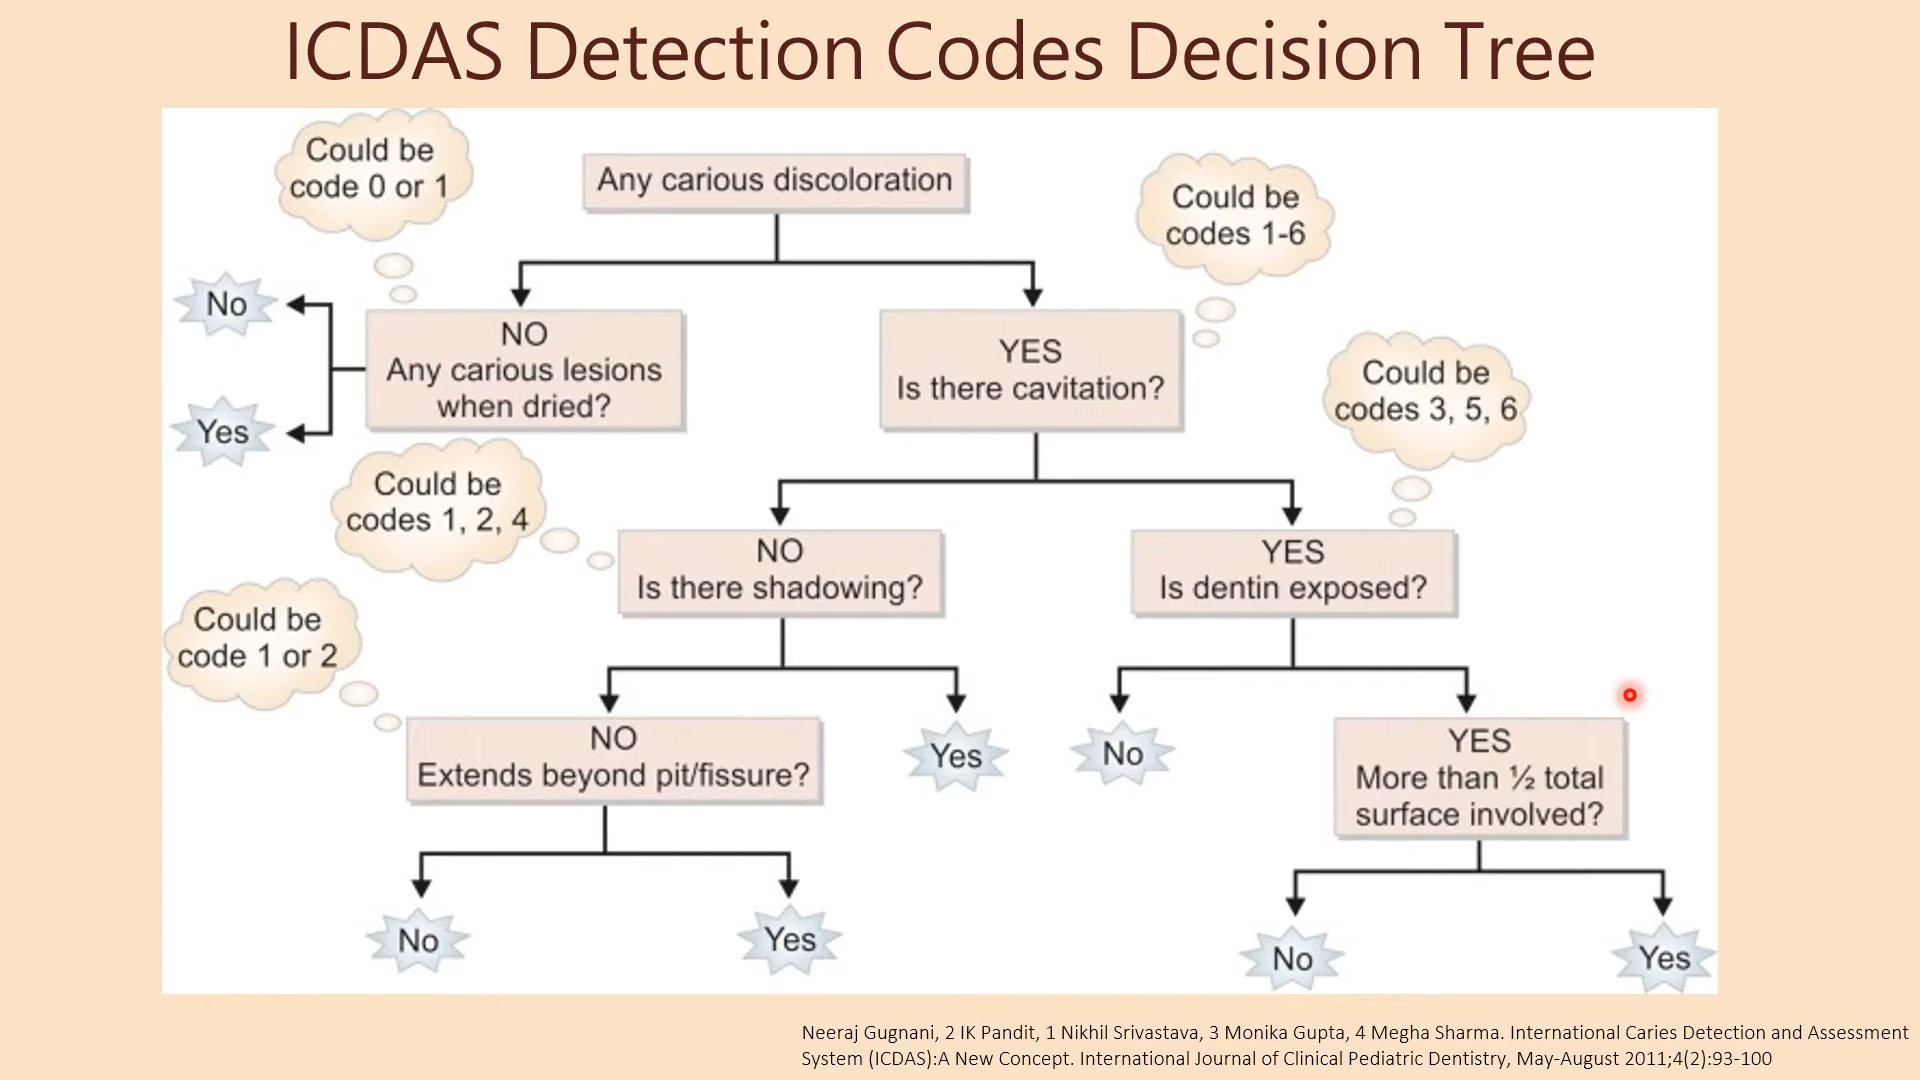 ICDAS Detection Codes Decision Tree
Could be
code 0 or 1
Any carious discoloration
Could be
codes 1-6
No
Yes
NO
Any carious lesions
when dried?
YES
Is there cavitation?
Could be
codes 3, 5, 6
Could be
codes 1, 2, 4
NO
Is there shadowing?
YES
Is dentin exposed?
Could be
code 1 or 2
NO
Extends beyond pit/fissure?
Yes
No
YES
More than ½ total
surface involved?
No
Yes
No
Yes
Neeraj Gugnani, 2 IK Pandit, 1 Nikhil Srivastava, 3 Monika Gupta, 4 Megha Sharma. International Caries Detection and Assessment
System (ICDAS):A New Concept. International Journal of Clinical Pediatric Dentistry, May-August 2011;4(2):93-100